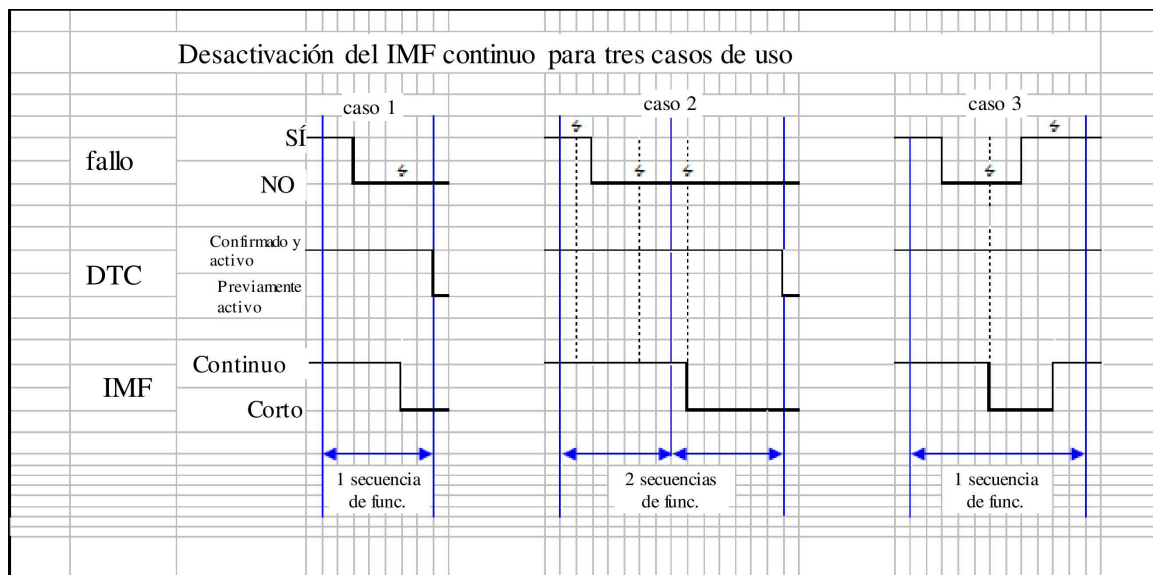 Desactivación del IMF continuo para tres casos de uso
caso 1
caso 2
caso 3
fallo
SÍ
NO
DTC
Confirmado y
activo
Previamente
activo
IMF
Continuo
Corto
1 secuencia
de func.
2 secuencias
de func.
1 secuencia
de func.